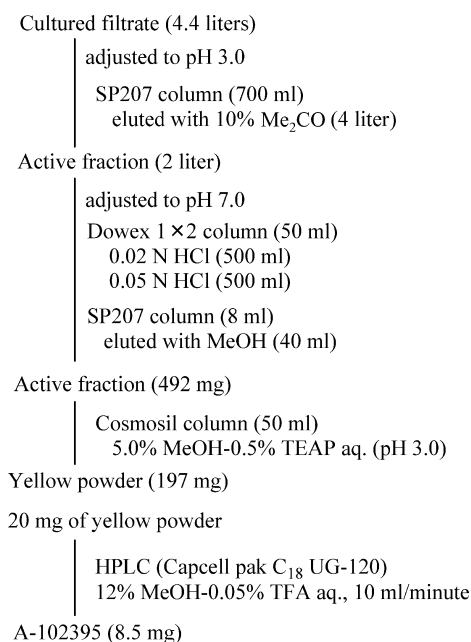 Cultured filtrate (4.4 liters)
adjusted to pH 3.0
SP207 column (700 ml)
eluted with 10% Me₂CO (4 liter)
Active fraction (2 liter)
adjusted to pH 7.0
Dowex 1×2 column (50 ml)
0.02 N HCl (500 ml)
0.05 N HCl (500 ml)
SP207 column (8 ml)
eluted with MeOH (40 ml)
Active fraction (492 mg)
Cosmosil column (50 ml)
5.0% MeOH-0.5% TEAP aq. (pH 3.0)
Yellow powder (197 mg)
20 mg of yellow powder
HPLC (Capcell pak C₁₈ UG-120)
12% MeOH-0.05% TFA aq., 10 ml/minute
A-102395 (8.5 mg)